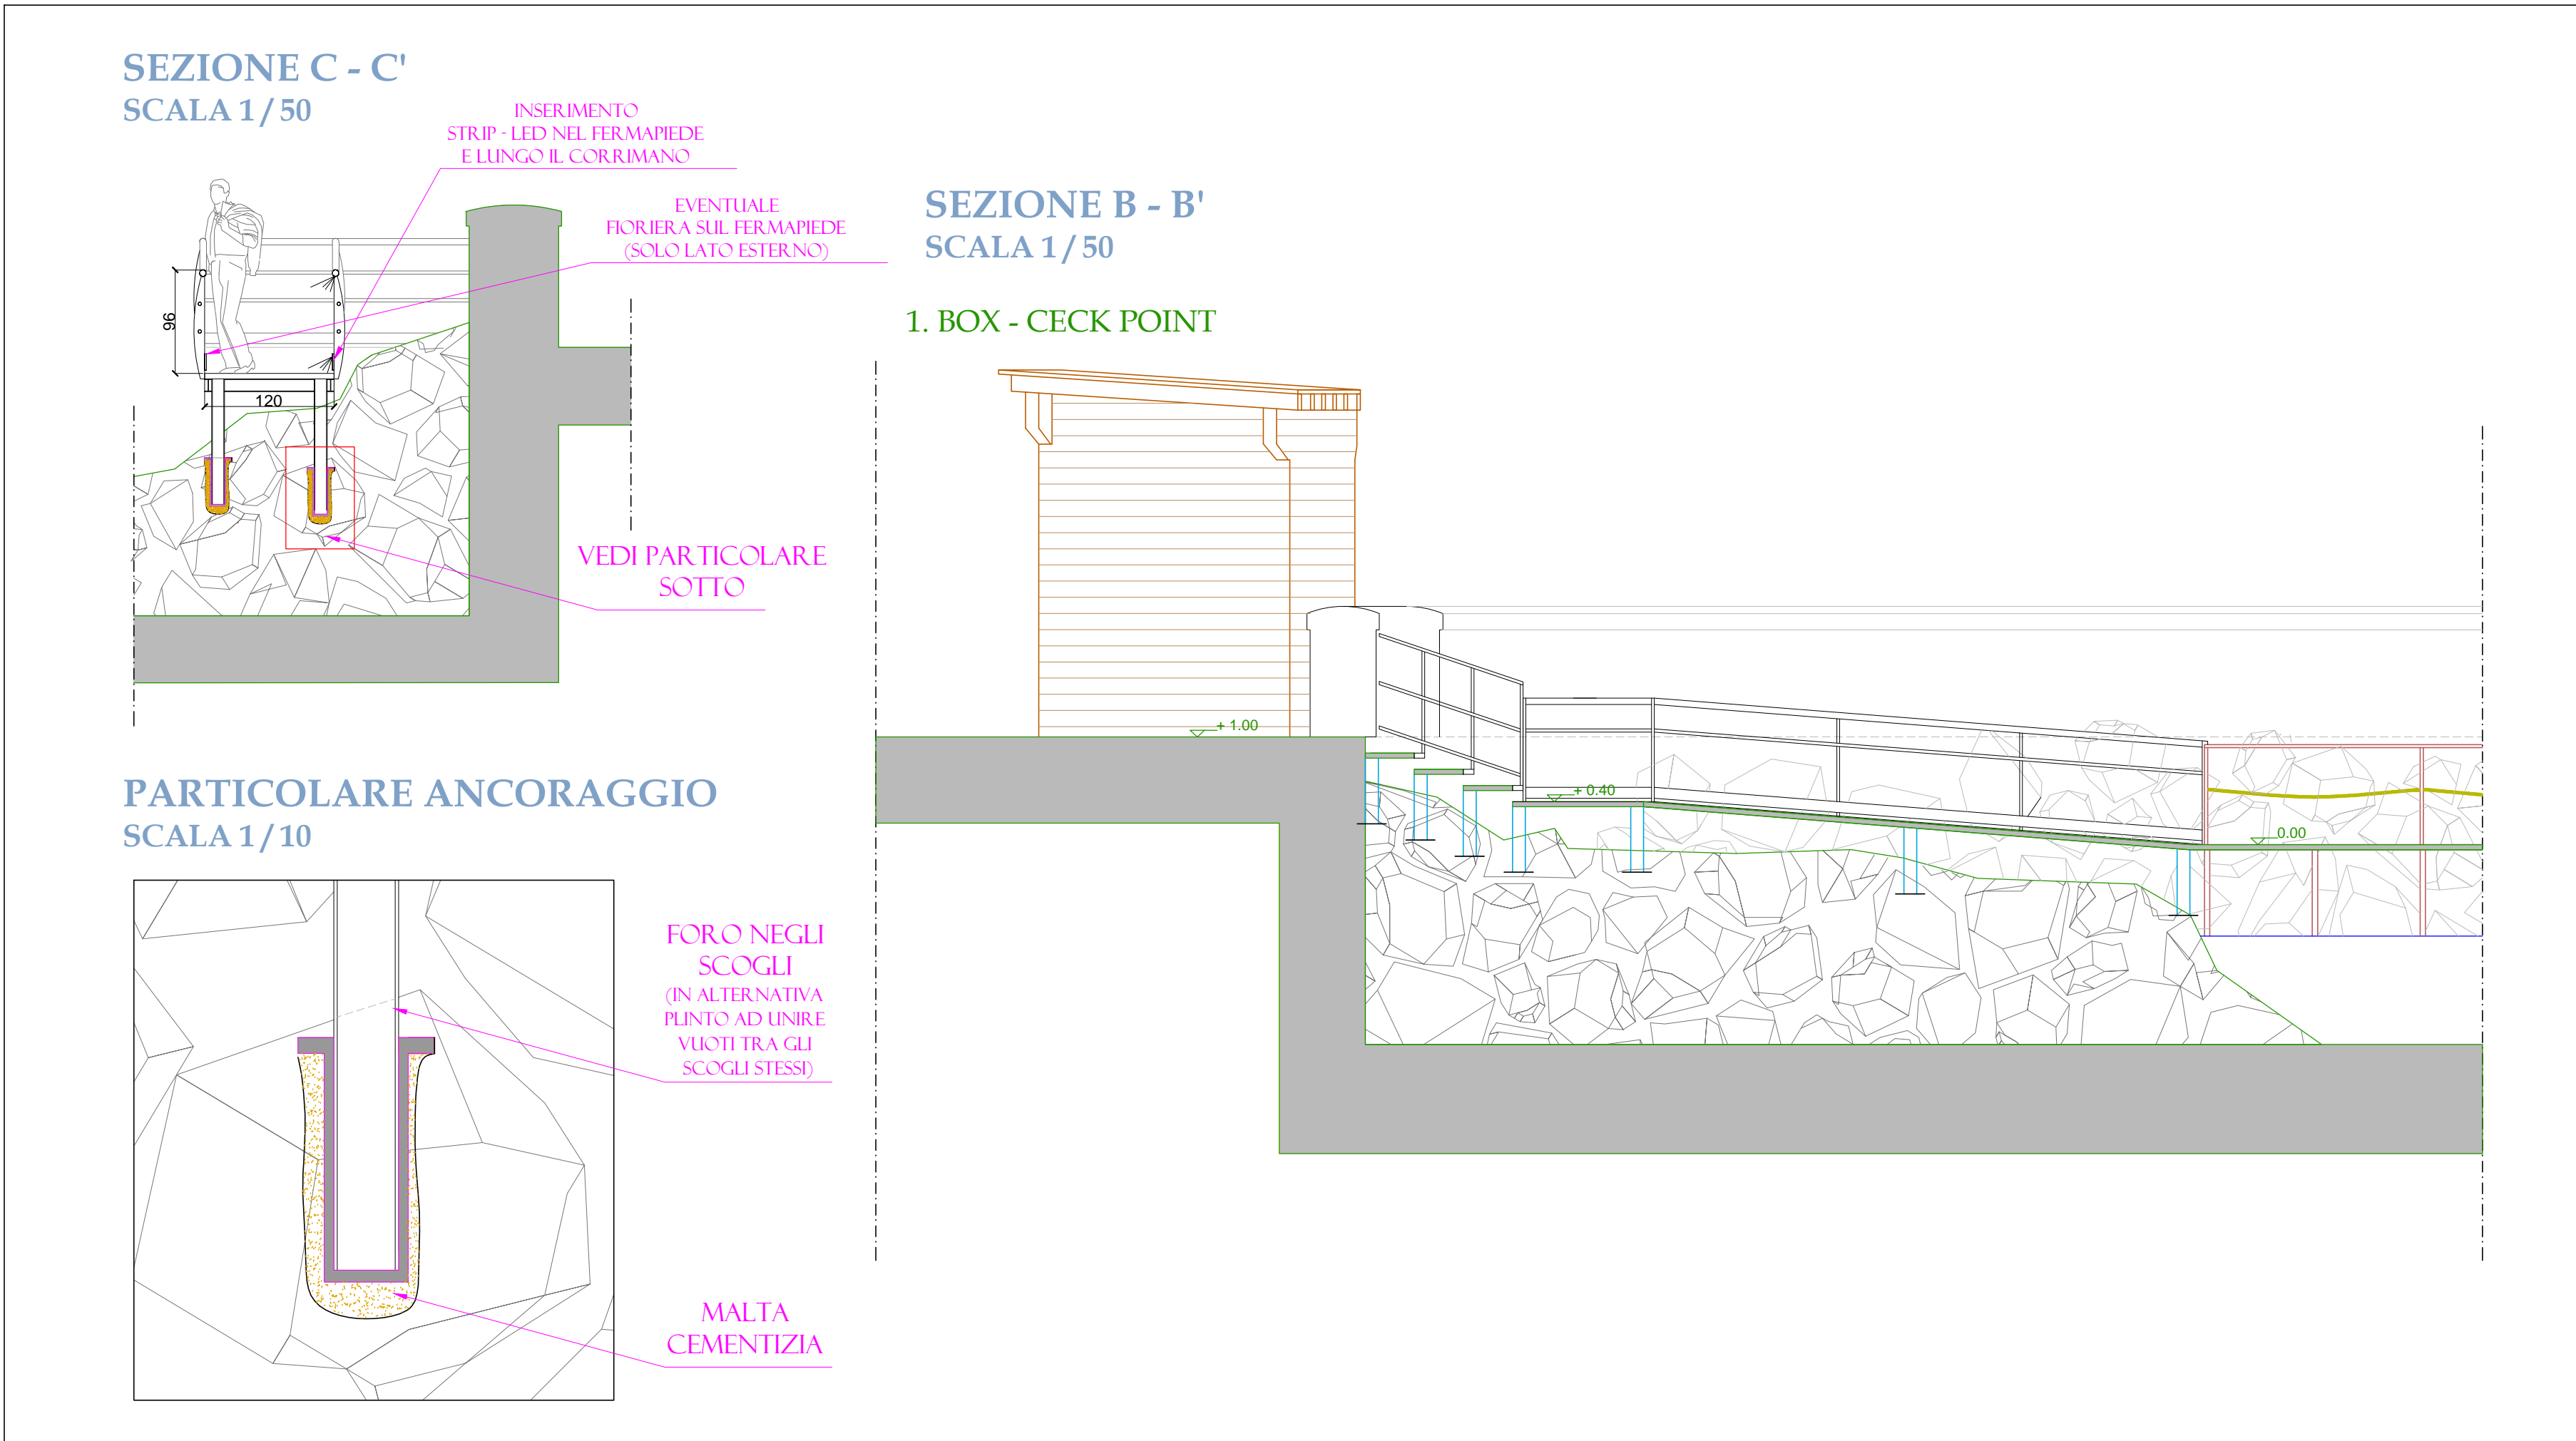 SEZIONE C - C'
SCALA 1 / 50
INSERIMENTO
STRIP - LED NEL FERMAPIEDE
E LUNGO IL CORRIMANO
EVENTUALE
FIORIERA SUL FERMAPIEDE
(SOLO LATO ESTERNO)
96
120
VEDI PARTICOLARE
SOTTO
SEZIONE B - B'
SCALA 1 / 50
1. BOX - CECK POINT
+ 1.00
+ 0.40
0.00
PARTICOLARE ANCORAGGIO
SCALA 1 / 10
FORO NEGLI
SCOGLI
(IN ALTERNATIVA
PLINTO AD UNIRE
VUOTI TRA GLI
SCOGLI STESSI)
MALTA
CEMENTIZIA